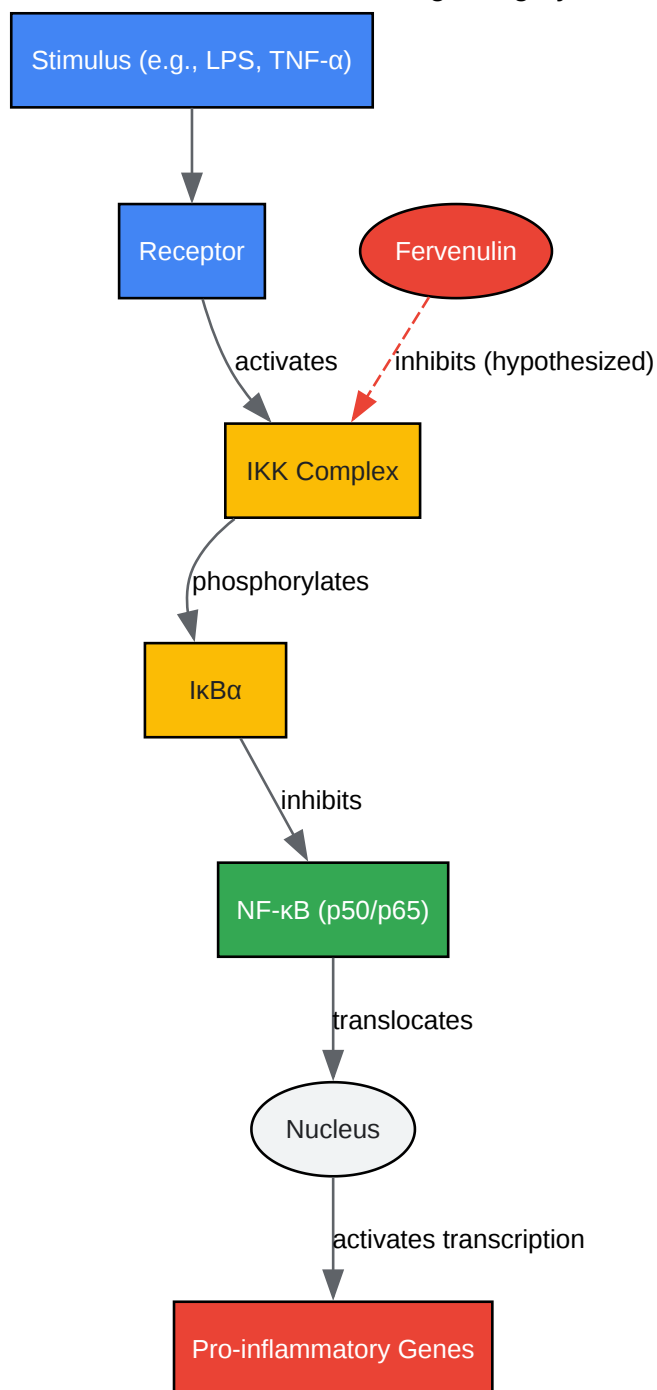 Stimulus (e.g., LPS, TNF-α)
Receptor
Fervenulin
activates
inhibits (hypothesized)
IKK Complex
phosphorylates
IκBα
inhibits
NF-κB (p50/p65)
translocates
Nucleus
activates transcription
Pro-inflammatory Genes